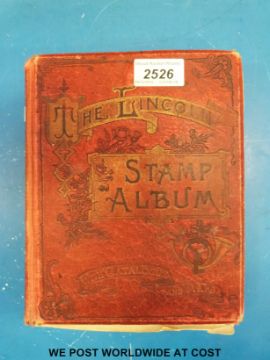 2526
THE LINCOLN
STAMP
ALBUM
WE POST WORLDWIDE AT COST